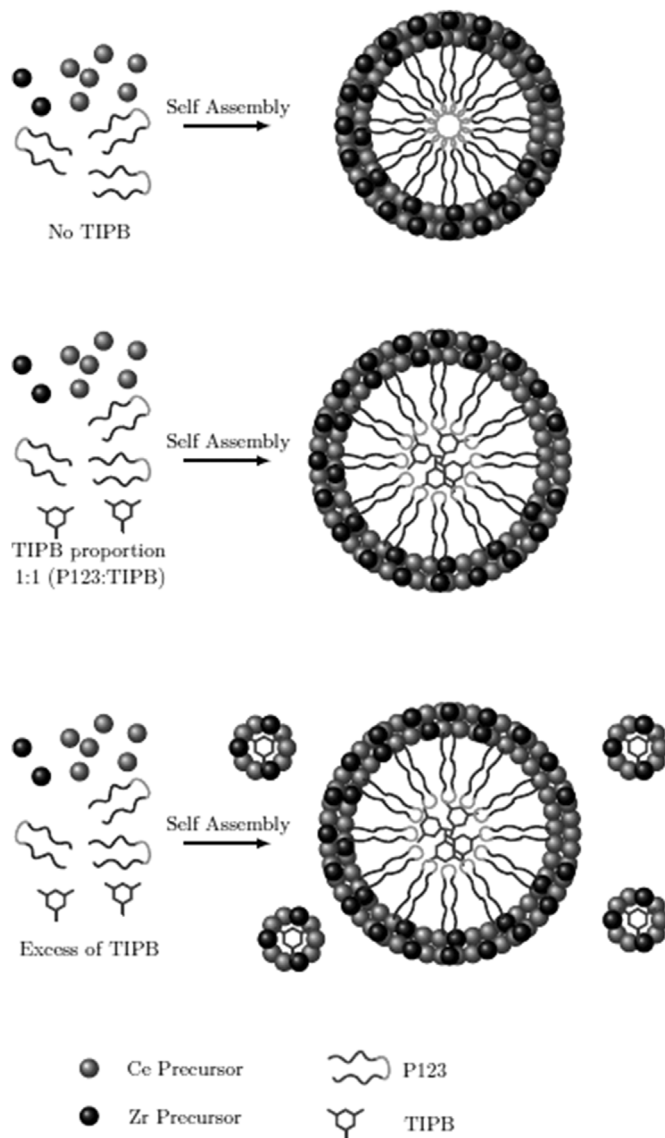 Self Assembly
No TIPB
Self Assembly
TIPB proportion
1:1 (P123:TIPB)
Self Assembly
Excess of TIPB
Ce Precursor
P123
Zr Precursor
TIPB